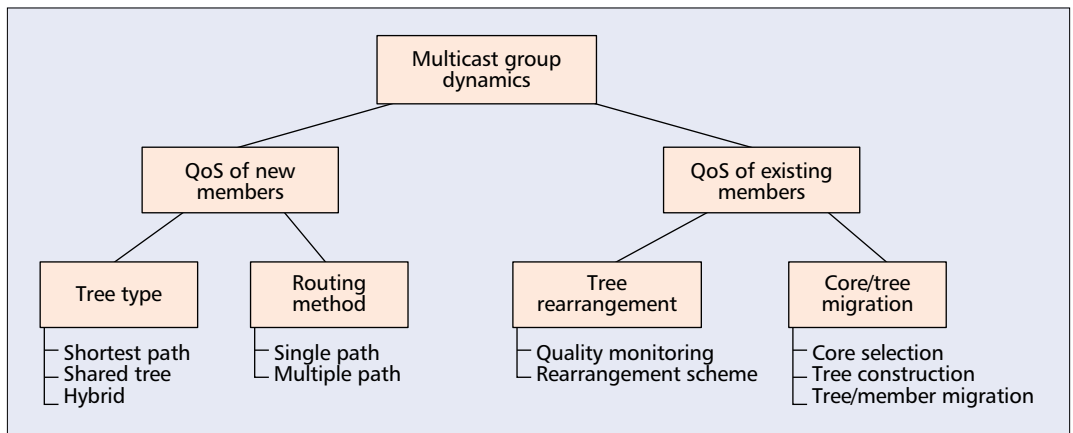 Multicast group
dynamics
QoS of new
members
QoS of existing
members
Tree type
Routing
method
Tree
rearrangement
Core/tree
migration
Shortest path
Shared tree
Hybrid
Single path
Multiple path
Quality monitoring
Rearrangement scheme
Core selection
Tree construction
Tree/member migration